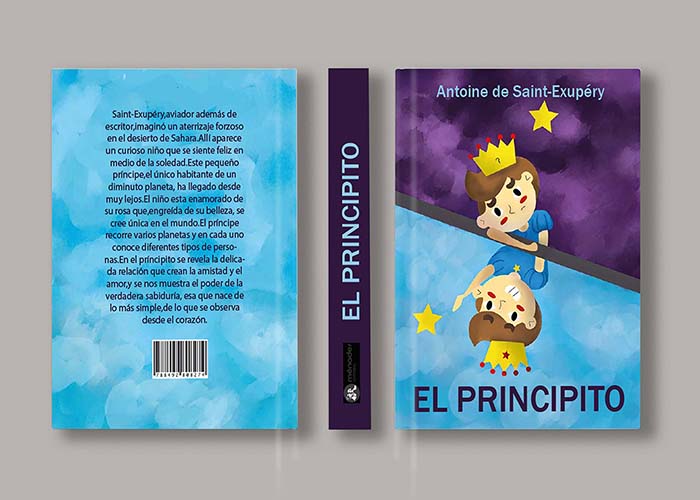 Saint-Exupéry,aviador además de
escritor,imaginó un aterrizaje forzoso
en el desierto de Sahara.Allí aparece
un curioso niño que se siente feliz en
medio de la soledad.Este pequeño
príncipe,el único habitante de un
diminuto planeta, ha llegado desde
muy lejos.El niño esta enamorado de
su rosa que,engreída de su belleza, se
cree única en el mundo.El príncipe
recorre varios planetas y en cada uno
conoce diferentes tipos de perso-
nas.En el príncipito se revela la delica-
da relación que crean la amistad y el
amor,y se nos muestra el poder de la
verdadera sabiduría, esa que nace de
lo más simple,de lo que se observa
desde el corazón.
EL PRINCIPITO
ménades
Antoine de Saint-Exupéry
EL PRINCIPITO